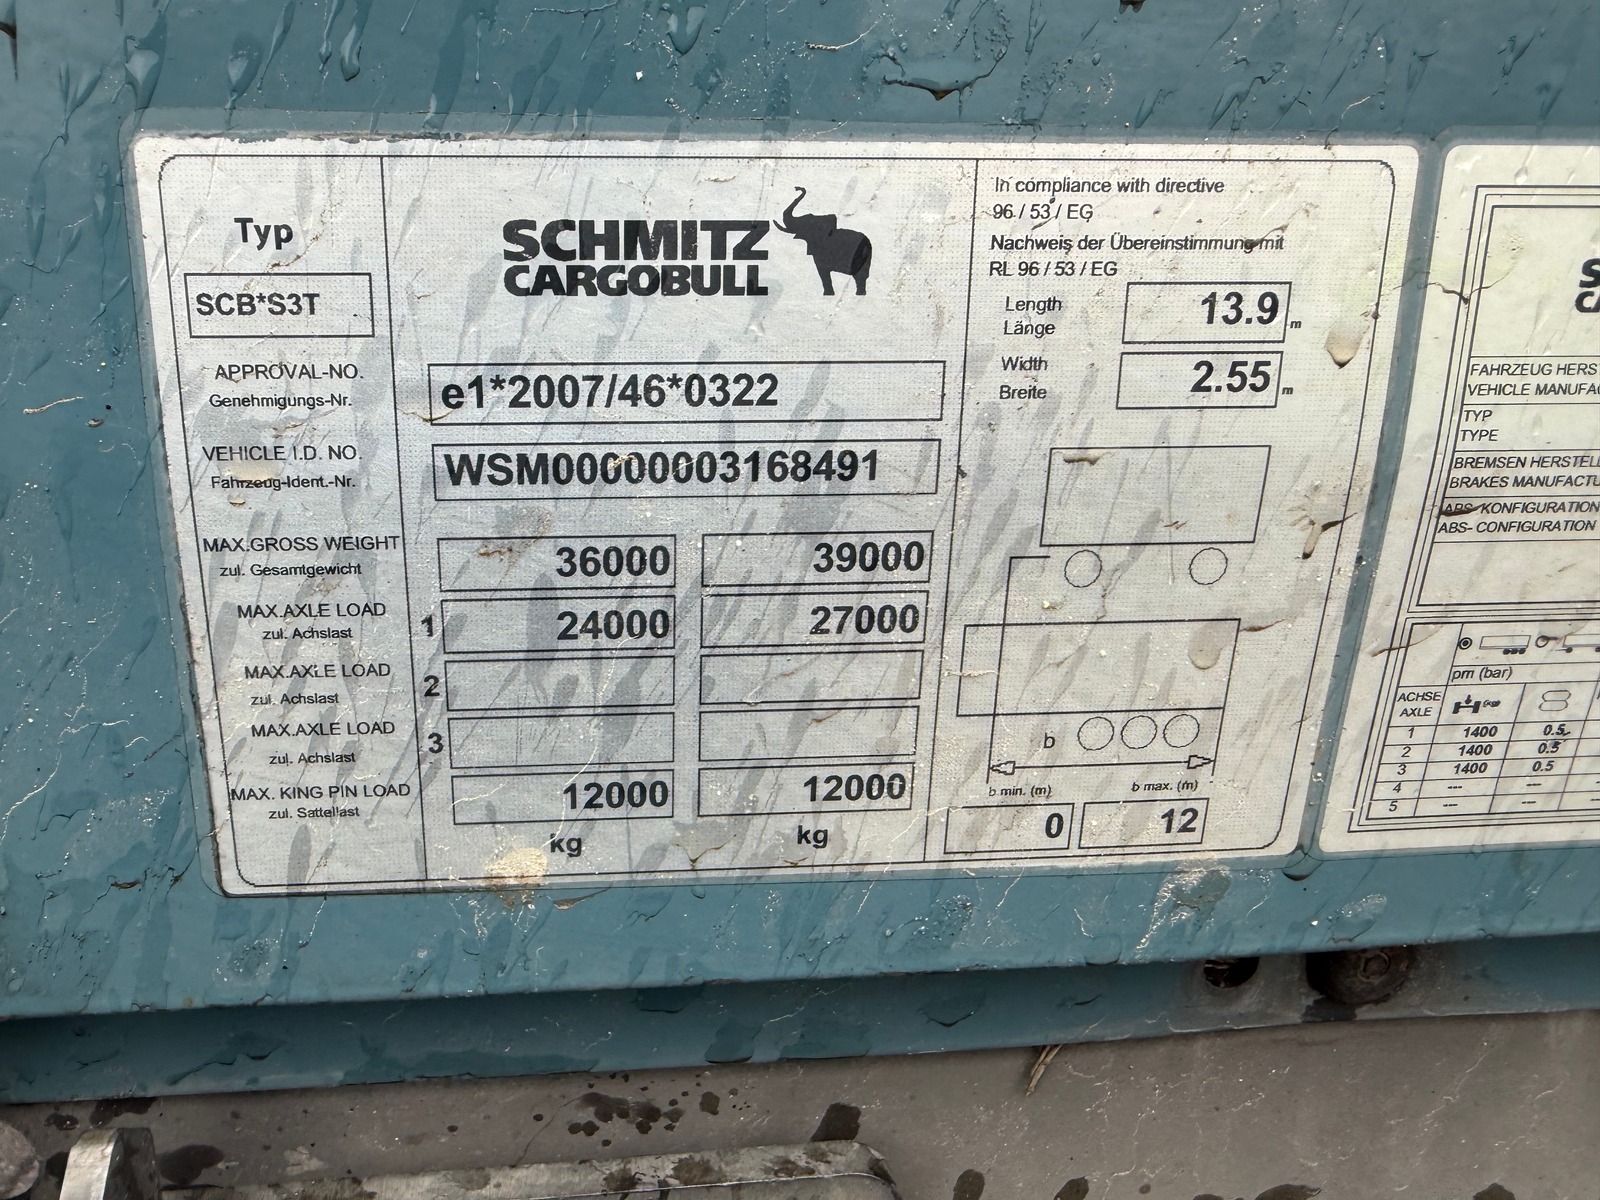 Typ
SCB*S3T
SCHMITZ
CARGOBULL
In compliance with directive
96 / 53 / EG
Nachweis der Übereinstimmung mit
RL 96 / 53 / EG
Length
Länge
13.9 m
Width
Breite
2.55 m
APPROVAL-NO.
Genehmigungs-Nr.
e1*2007/46*0322
VEHICLE I.D. NO.
Fahrzeug-Ident.-Nr.
WSM00000003168491
MAX.GROSS WEIGHT
zul. Gesamtgewicht
36000 39000
MAX.AXLE LOAD
zul. Achslast
1 24000 27000
MAX.AXLE LOAD
zul. Achslast
2
MAX.AXLE LOAD
zul. Achslast
3
MAX. KING PIN LOAD
zul. Sattellast
12000 12000
kg kg
b
b min. (m) b max. (m)
0 12
FAHRZEUG
VEHICLE
TYP
TYPE
BREMSEN
BRAKES
ABS- KONFIGURATION
ABS- CONFIGURATION
pm (bar)
ACHSE
AXLE
1 1400 0.5
2 1400 0.5
3 1400 0.5
4 --- ---
5 --- ---